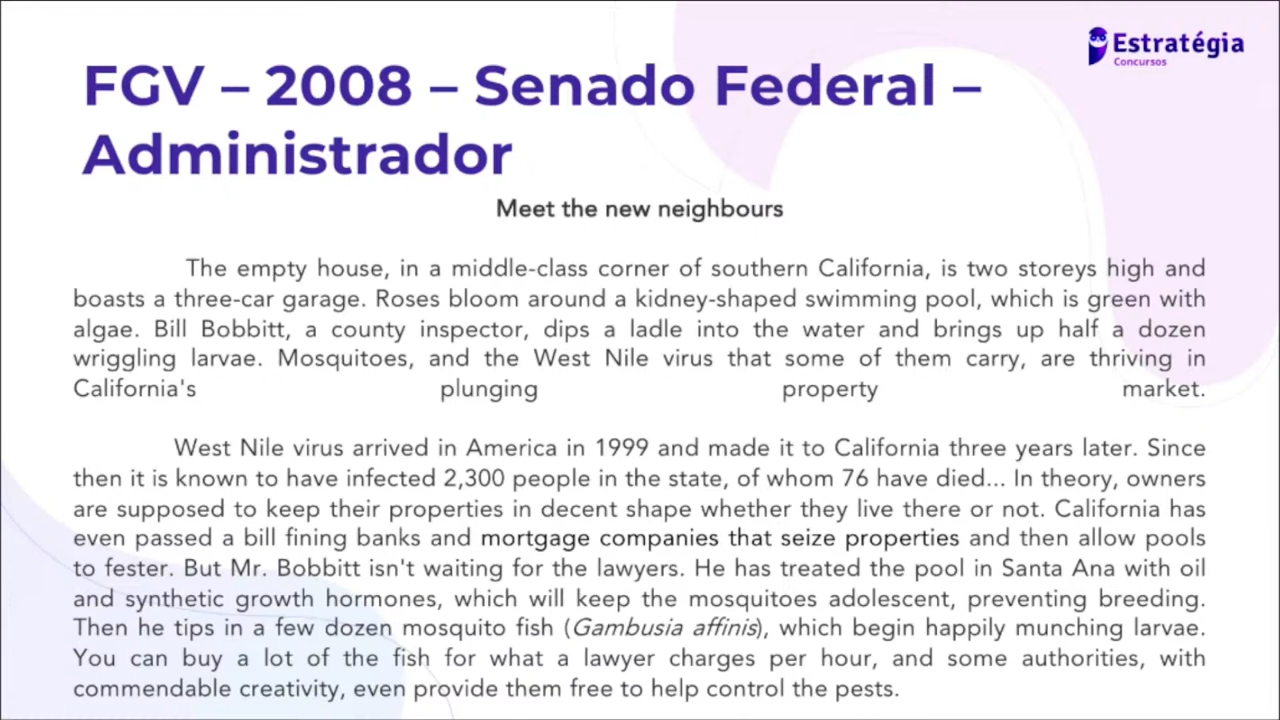 Estratégia
Concursos
FGV – 2008 – Senado Federal –
Administrador
Meet the new neighbours
The empty house, in a middle-class corner of southern California, is two storeys high and
boasts a three-car garage. Roses bloom around a kidney-shaped swimming pool, which is green with
algae. Bill Bobbitt, a county inspector, dips a ladle into the water and brings up half a dozen
wriggling larvae. Mosquitoes, and the West Nile virus that some of them carry, are thriving in
California's plunging property market.
West Nile virus arrived in America in 1999 and made it to California three years later. Since
then it is known to have infected 2,300 people in the state, of whom 76 have died... In theory, owners
are supposed to keep their properties in decent shape whether they live there or not. California has
even passed a bill fining banks and mortgage companies that seize properties and then allow pools
to fester. But Mr. Bobbitt isn't waiting for the lawyers. He has treated the pool in Santa Ana with oil
and synthetic growth hormones, which will keep the mosquitoes adolescent, preventing breeding.
Then he tips in a few dozen mosquito fish (Gambusia affinis), which begin happily munching larvae.
You can buy a lot of the fish for what a lawyer charges per hour, and some authorities, with
commendable creativity, even provide them free to help control the pests.